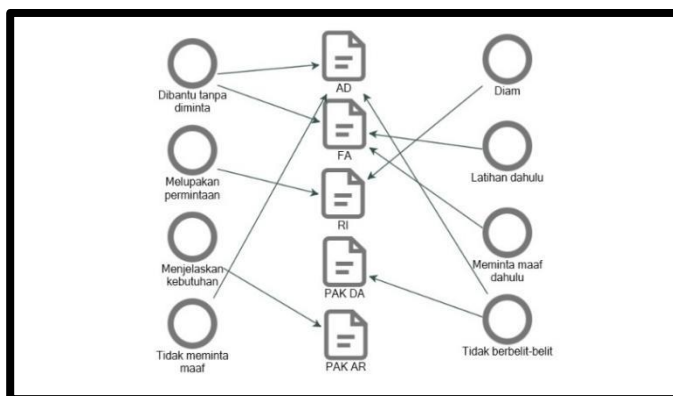 AD
Dibantu tanpa
diminta
Diam
FA
Melupakan
permintaan
Latihan dahulu
RI
Menjelaskan
kebutuhan
Meminta maaf
dahulu
PAK DA
Tidak meminta
maaf
Tidak berbelit-belit
PAK AR